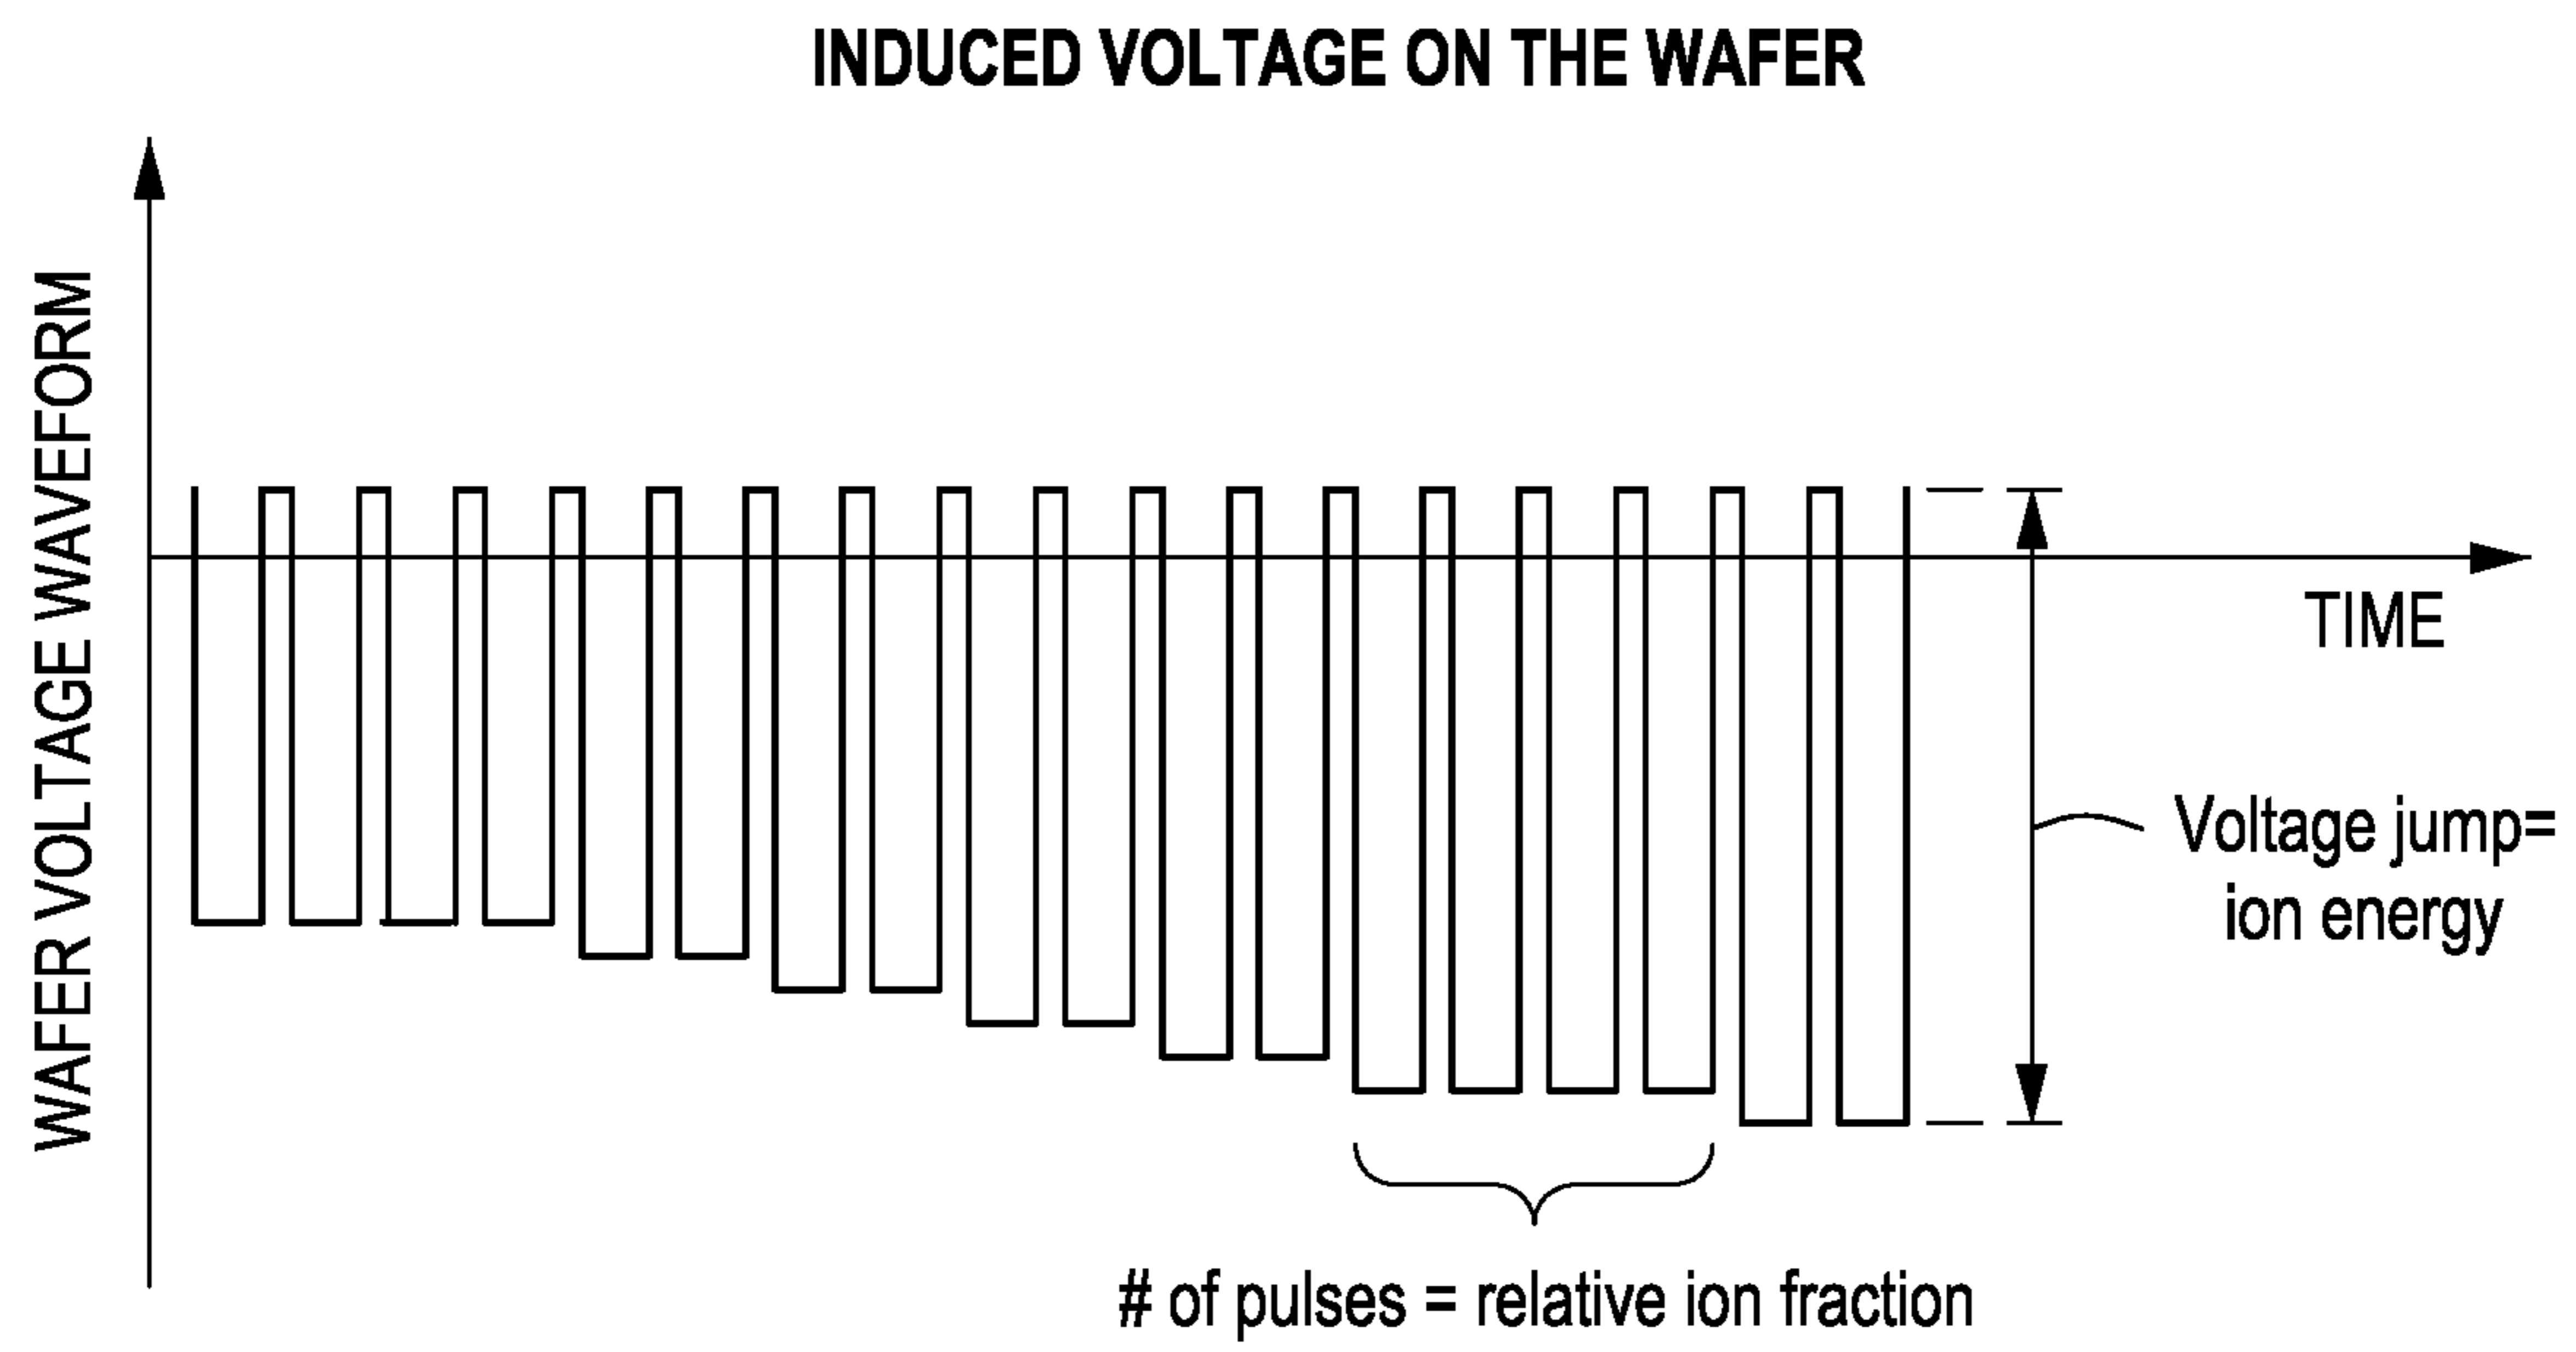 INDUCED VOLTAGE ON THE WAFER
WAFER VOLTAGE WAVEFORM
TIME
Voltage jump=
ion energy
# of pulses = relative ion fraction